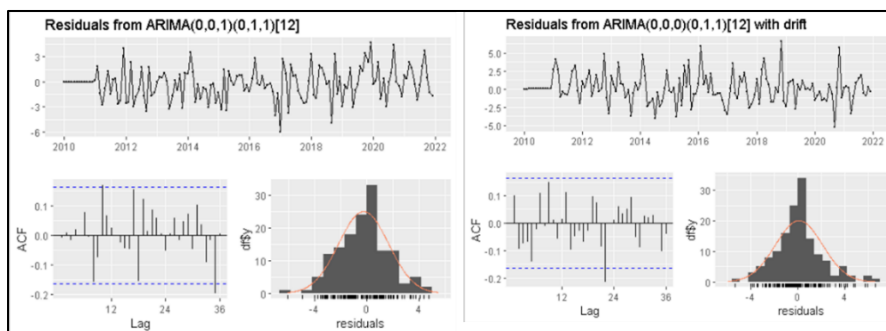 Residuals from ARIMA(0,0,1)(0,1,1)[12]
3
0
-3
-6
2010 2012 2014 2016 2018 2020 2022
ACF
0.1
0.0
-0.1
-0.2
12 24 36
Lag
df$y
30
20
10
0
-4 0 4
residuals
Residuals from ARIMA(0,0,0)(0,1,1)[12] with drift
5.0
2.5
0.0
-2.5
-5.0
2010 2012 2014 2016 2018 2020 2022
ACF
0.1
0.0
-0.1
-0.2
12 24 36
Lag
df$y
30
20
10
0
-4 0 4
residuals